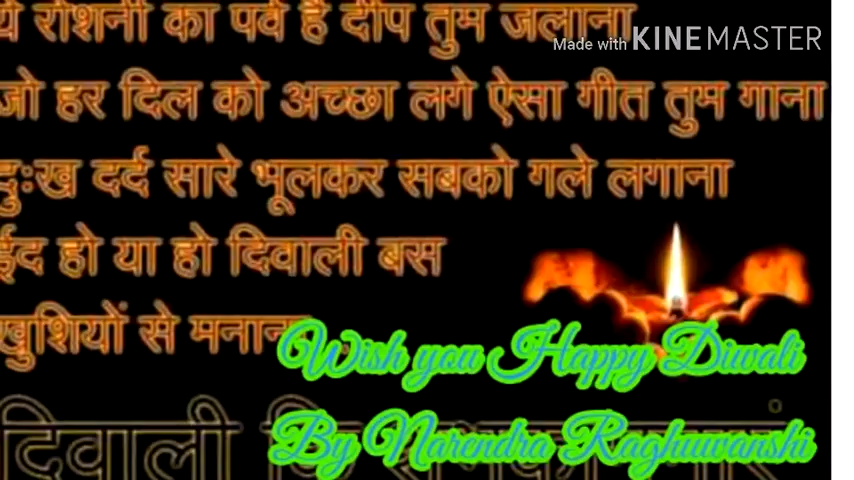 ये रोशनी का पर्व है दीप तुम जलाना
Made with KINEMASTER
जो हर दिल को अच्छा लगे ऐसा गीत तुम गाना
दुःख दर्द सारे भूलकर सबको गले लगाना
ईद हो या हो दिवाली बस
खुशियों से मनाना
Wish you Happy Diwali
दिवाली
By Narendra Raghuwanshi